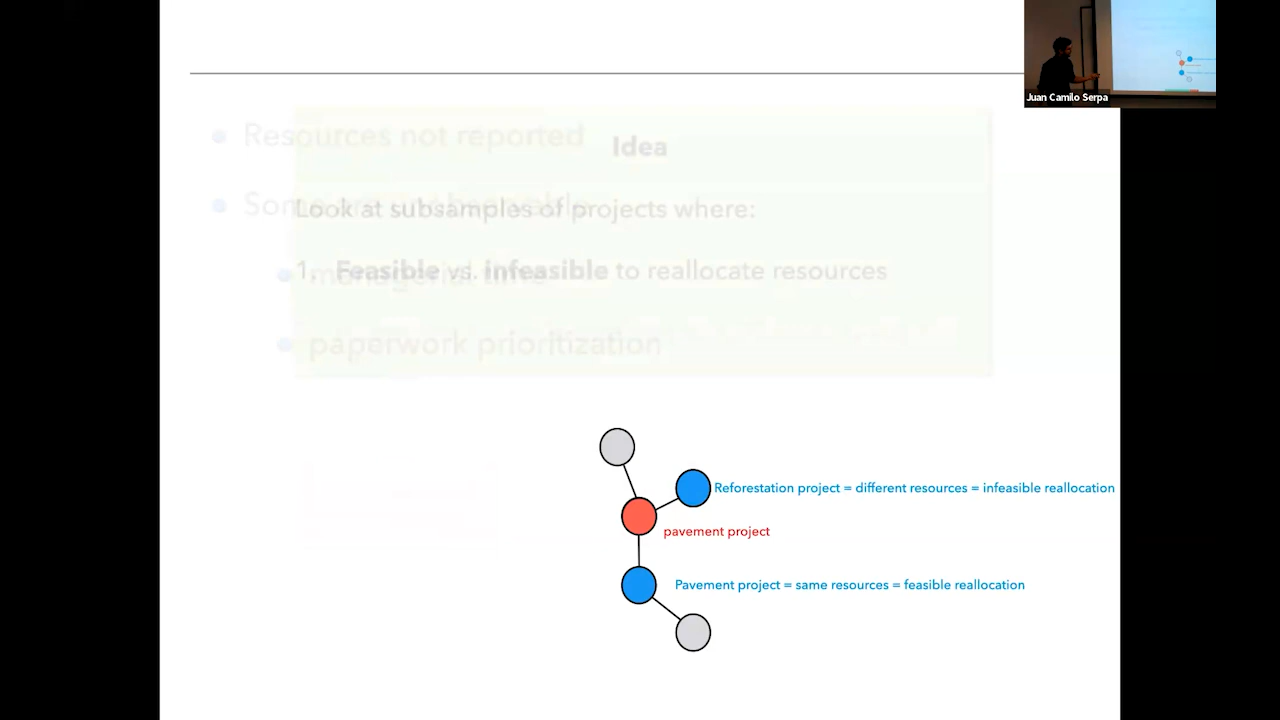 Juan Camilo Serpa
Resources not reported
Idea
Look at subsamples of projects where:
1. Feasible vs. infeasible to reallocate resources
paperwork prioritization
Reforestation project = different resources = infeasible reallocation
pavement project
Pavement project = same resources = feasible reallocation